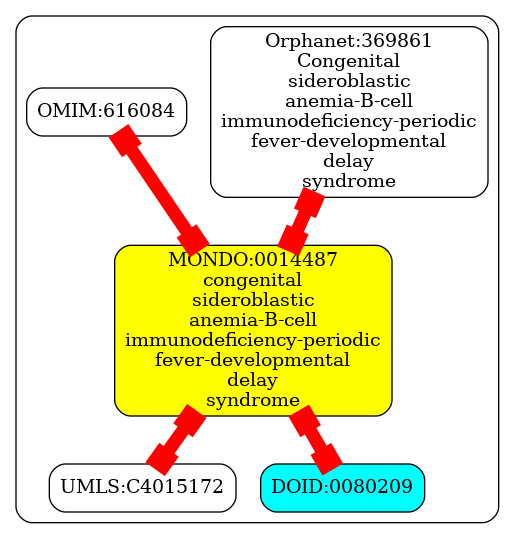 Orphanet:369861
Congenital
sideroblastic
anemia-B-cell
immunodeficiency-periodic
fever-developmental
delay
syndrome
OMIM:616084
MONDO:0014487
congenital
sideroblastic
anemia-B-cell
immunodeficiency-periodic
fever-developmental
delay
syndrome
UMLS:C4015172
DOID:0080209